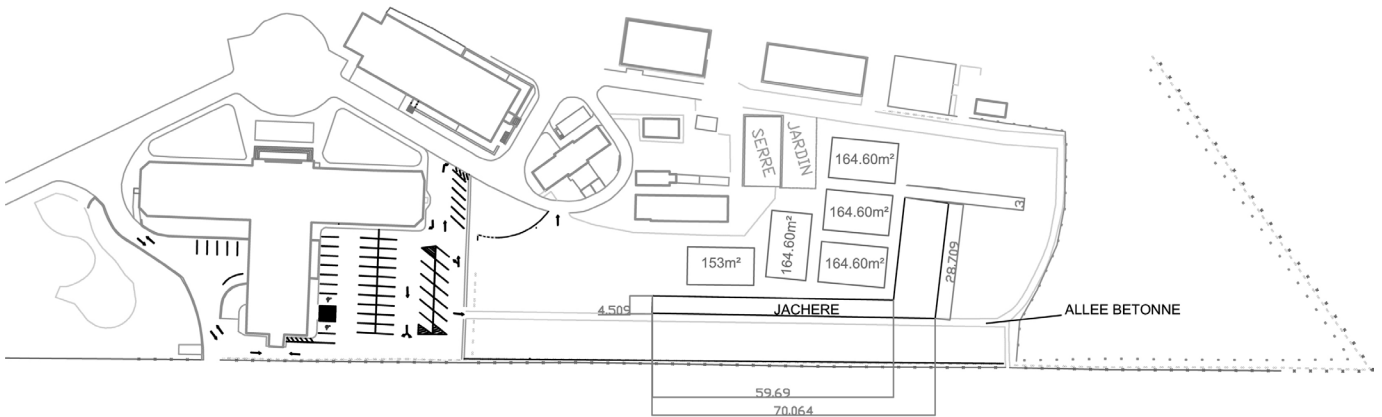 SERRE
JARDIN
164.60m²
164.60m²
3
164.60m²
153m²
164.60m²
28.709
4.509
JACHERE
ALLEE BETONNE
59.69
70.064